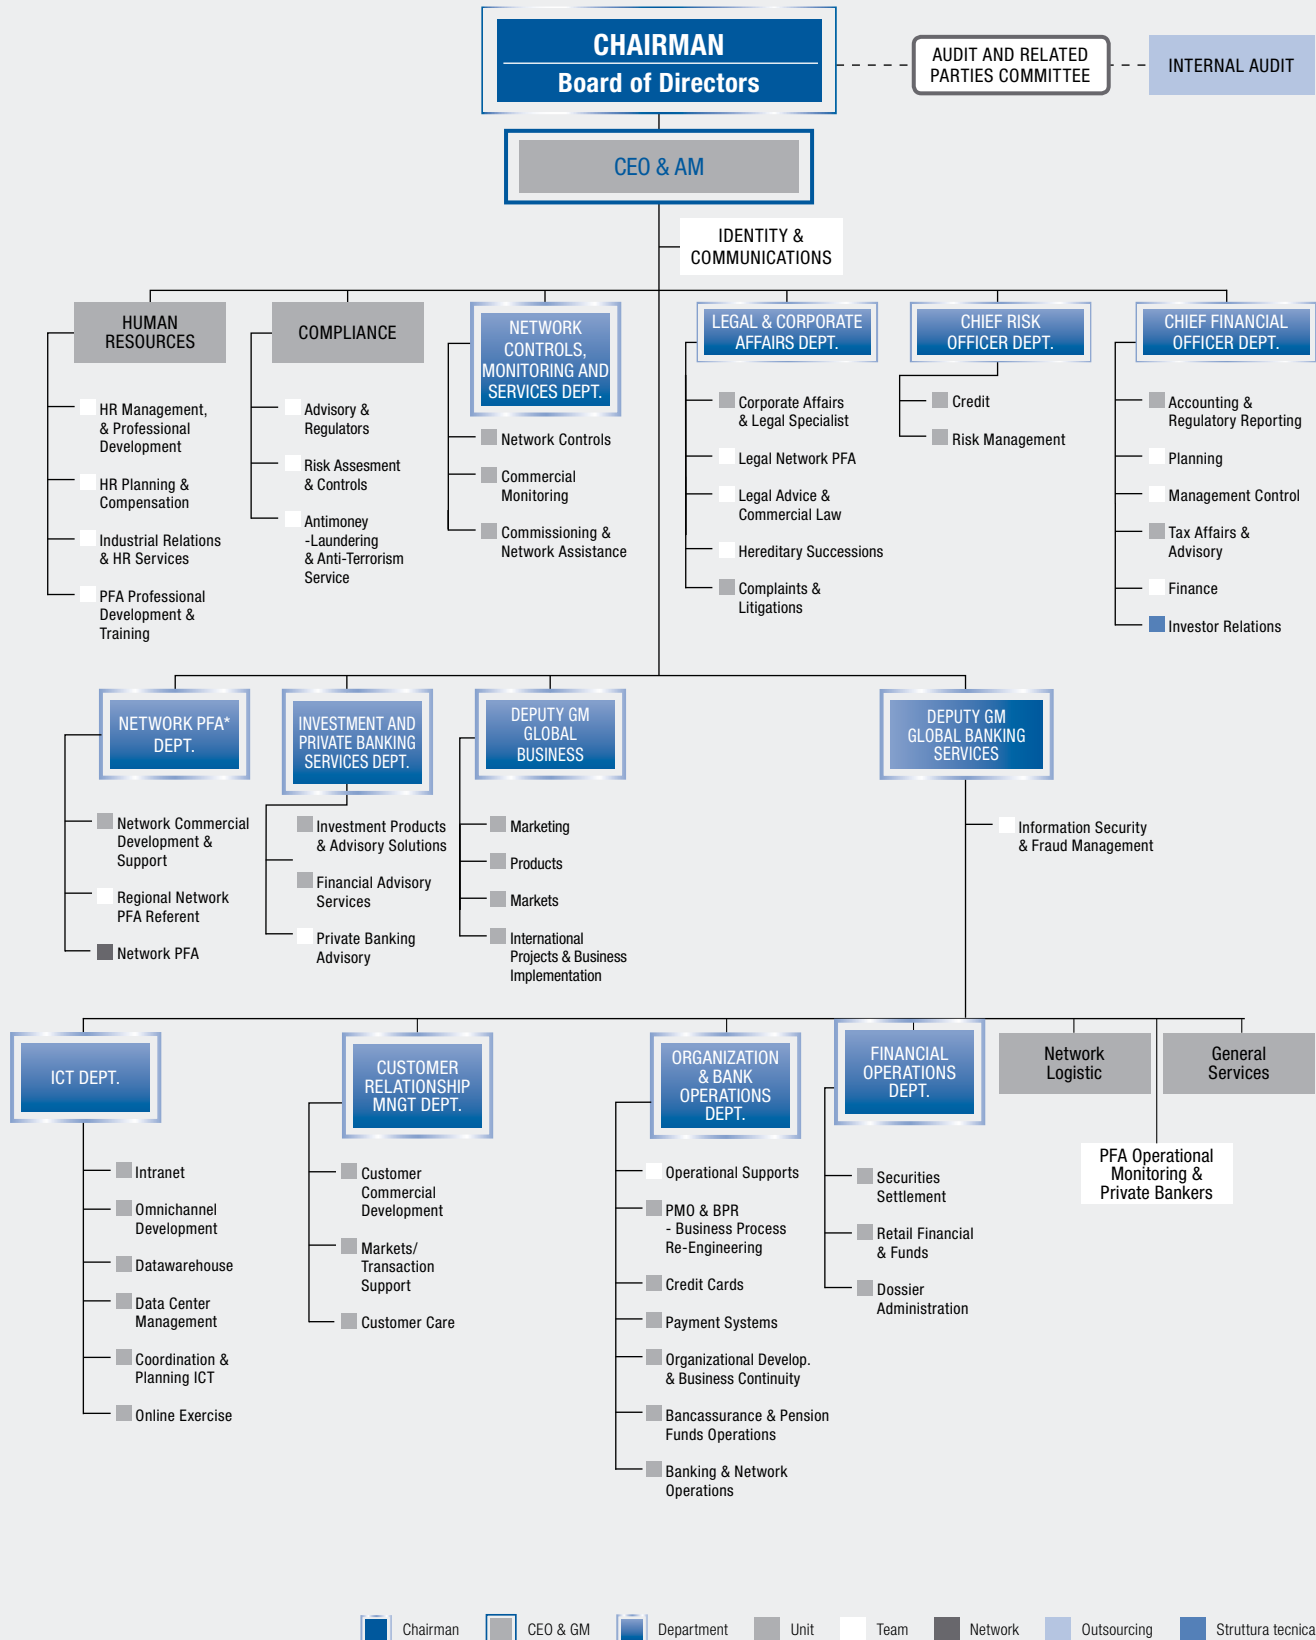 CHAIRMAN
Board of Directors
AUDIT AND RELATED
PARTIES COMMITTEE
INTERNAL AUDIT
CEO & AM
IDENTITY &
COMMUNICATIONS
HUMAN
RESOURCES
HR Management,
& Professional
Development
HR Planning &
Compensation
Industrial Relations
& HR Services
PFA Professional
Development &
Training
COMPLIANCE
Advisory &
Regulators
Risk Assesment
& Controls
Antimoney
-Laundering
& Anti-Terrorism
Service
NETWORK
CONTROLS,
MONITORING AND
SERVICES DEPT.
Network Controls
Commercial
Monitoring
Commissioning &
Network Assistance
LEGAL & CORPORATE
AFFAIRS DEPT.
Corporate Affairs
& Legal Specialist
Legal Network PFA
Legal Advice &
Commercial Law
Hereditary Successions
Complaints &
Litigations
CHIEF RISK
OFFICER DEPT.
Credit
Risk Management
CHIEF FINANCIAL
OFFICER DEPT.
Accounting &
Regulatory Reporting
Planning
Management Control
Tax Affairs &
Advisory
Finance
Investor Relations
NETWORK PFA*
DEPT.
Network Commercial
Development &
Support
Regional Network
PFA Referent
Network PFA
INVESTMENT AND
PRIVATE BANKING
SERVICES DEPT.
Investment Products
& Advisory Solutions
Financial Advisory
Services
Private Banking
Advisory
DEPUTY GM
GLOBAL
BUSINESS
Marketing
Products
Markets
International
Projects & Business
Implementation
DEPUTY GM
GLOBAL BANKING
SERVICES
Information Security
& Fraud Management
ICT DEPT.
Intranet
Omnichannel
Development
Datawarehouse
Data Center
Management
Coordination &
Planning ICT
Online Exercise
CUSTOMER
RELATIONSHIP
MNGT DEPT.
Customer
Commercial
Development
Markets/
Transaction
Support
Customer Care
ORGANIZATION
& BANK
OPERATIONS
DEPT.
Operational Supports
PMO & BPR
- Business Process
Re-Engineering
Credit Cards
Payment Systems
Organizational Develop.
& Business Continuity
Bancassurance & Pension
Funds Operations
Banking & Network
Operations
FINANCIAL
OPERATIONS
DEPT.
Securities
Settlement
Retail Financial
& Funds
Dossier
Administration
Network
Logistic
PFA Operational
Monitoring &
Private Bankers
General
Services
Chairman
CEO & GM
Department
Unit
Team
Network
Outsourcing
Struttura tecnica